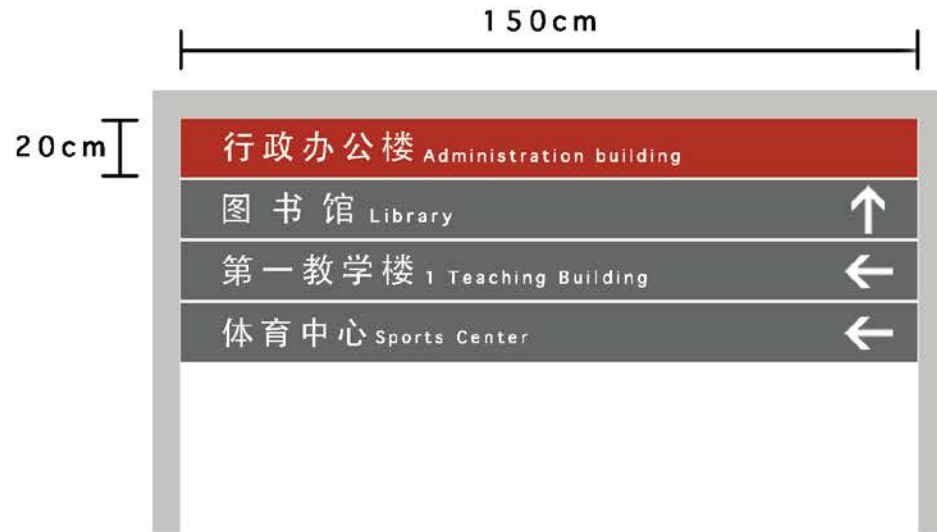 150cm
20cm
行政办公楼 Administration building
图书馆 Library
第一教学楼 1 Teaching Building
体育中心 Sports Center